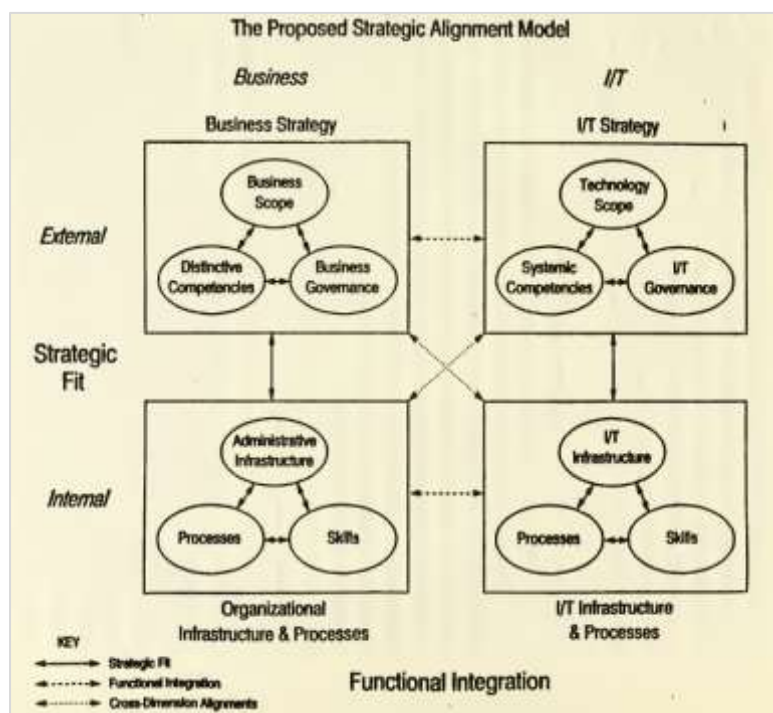 The Proposed Strategic Alignment Model
Business
I/T
Business Strategy
I/T Strategy
Business
Scope
Technology
Scope
External
Distinctive
Competencies
Business
Governance
Systemic
Competencies
I/T
Governance
Strategic
Fit
Administrative
Infrastructure
I/T
Infrastructure
Internal
Processes
Skills
Processes
Skills
Organizational
Infrastructure & Processes
I/T Infrastructure
& Processes
KEY
Strategic Fit
Functional Integration
Cross-Dimension Alignments
Functional Integration